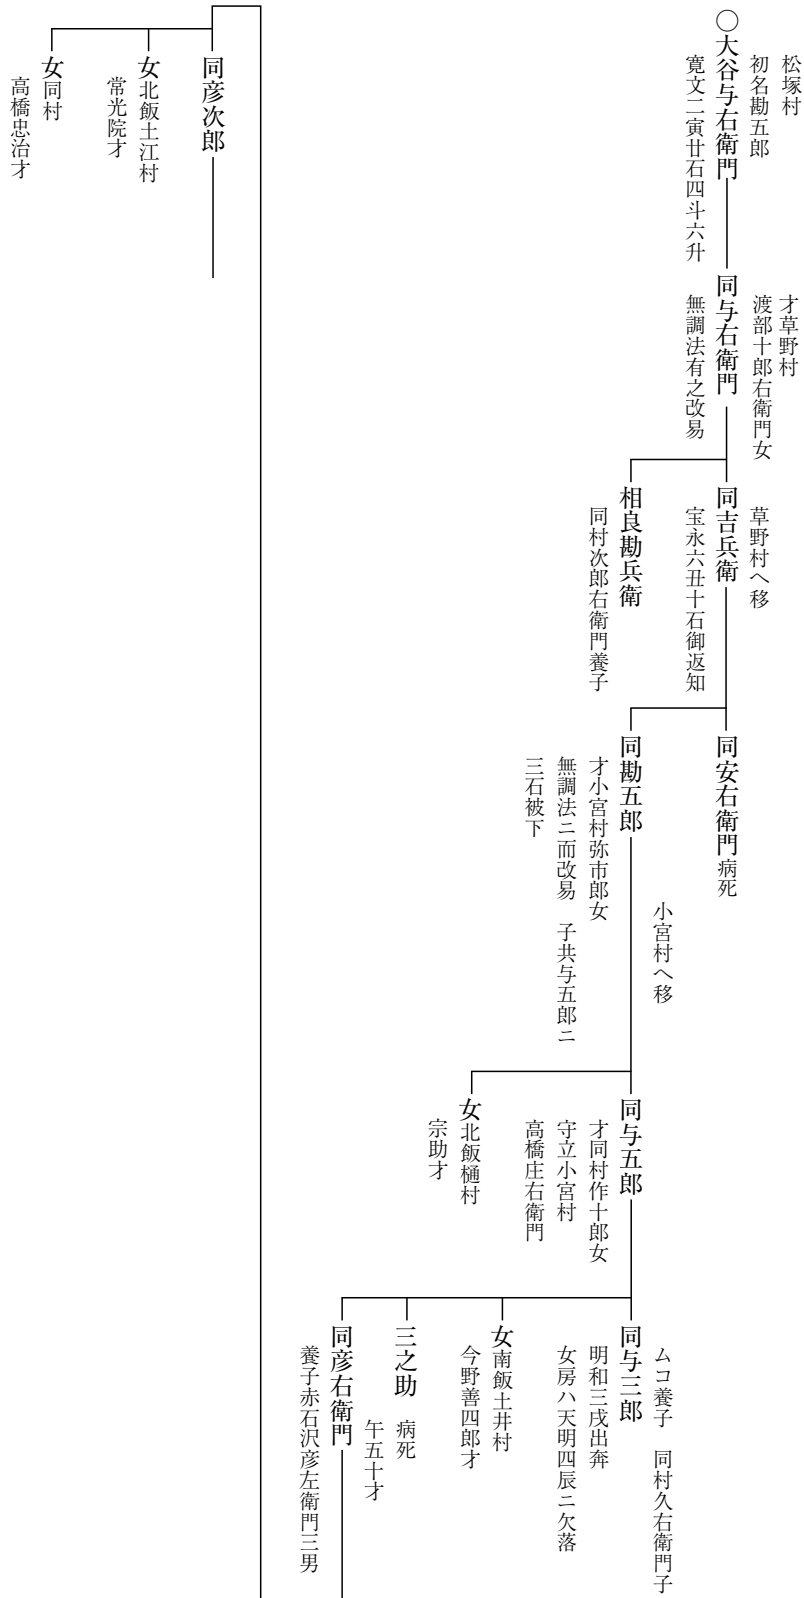 松塚村
初名勘五郎
〇大谷与右衛門
寛文二寅廿石四斗六升
才草野村
渡部十郎右衛門女
同与右衛門
無調法有之改易
草野村へ移
同吉兵衛
宝永六丑十石御返知
相良勘兵衛
同村次郎右衛門養子
同安右衛門病死
小宮村へ移
同勘五郎
才小宮村弥市郎女
無調法ニ而改易　子共与五郎ニ
三石被下
同与五郎
才同村作十郎女
守立小宮村
高橋庄右衛門
女北飯樋村
宗助才
ムコ養子　同村久右衛門子
同与三郎
明和三戌出奔
女房ハ天明四辰ニ欠落
女南飯土井村
今野善四郎才
三之助　病死
午五十才
同彦右衛門
養子赤石沢彦左衛門三男
同彦次郎
女北飯土江村
常光院才
女同村
高橋忠治才